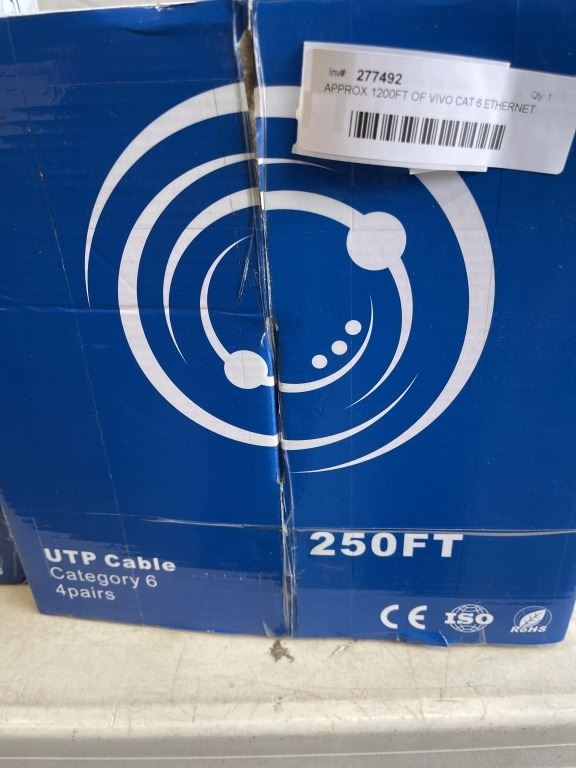 Inv# 277492
Qty: 1
APPROX 1200FT OF VIVO CAT 6 ETHERNET
250FT
UTP Cable
Category 6
4pairs
CE ISO RoHS